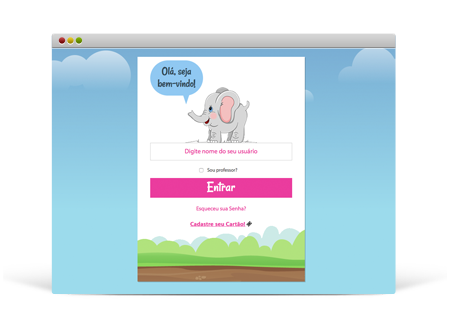 Olá, seja
bem-vindo!
Digite nome do seu usuário
Sou professor?
Entrar
Esqueceu sua Senha?
Cadastre seu Cartão!